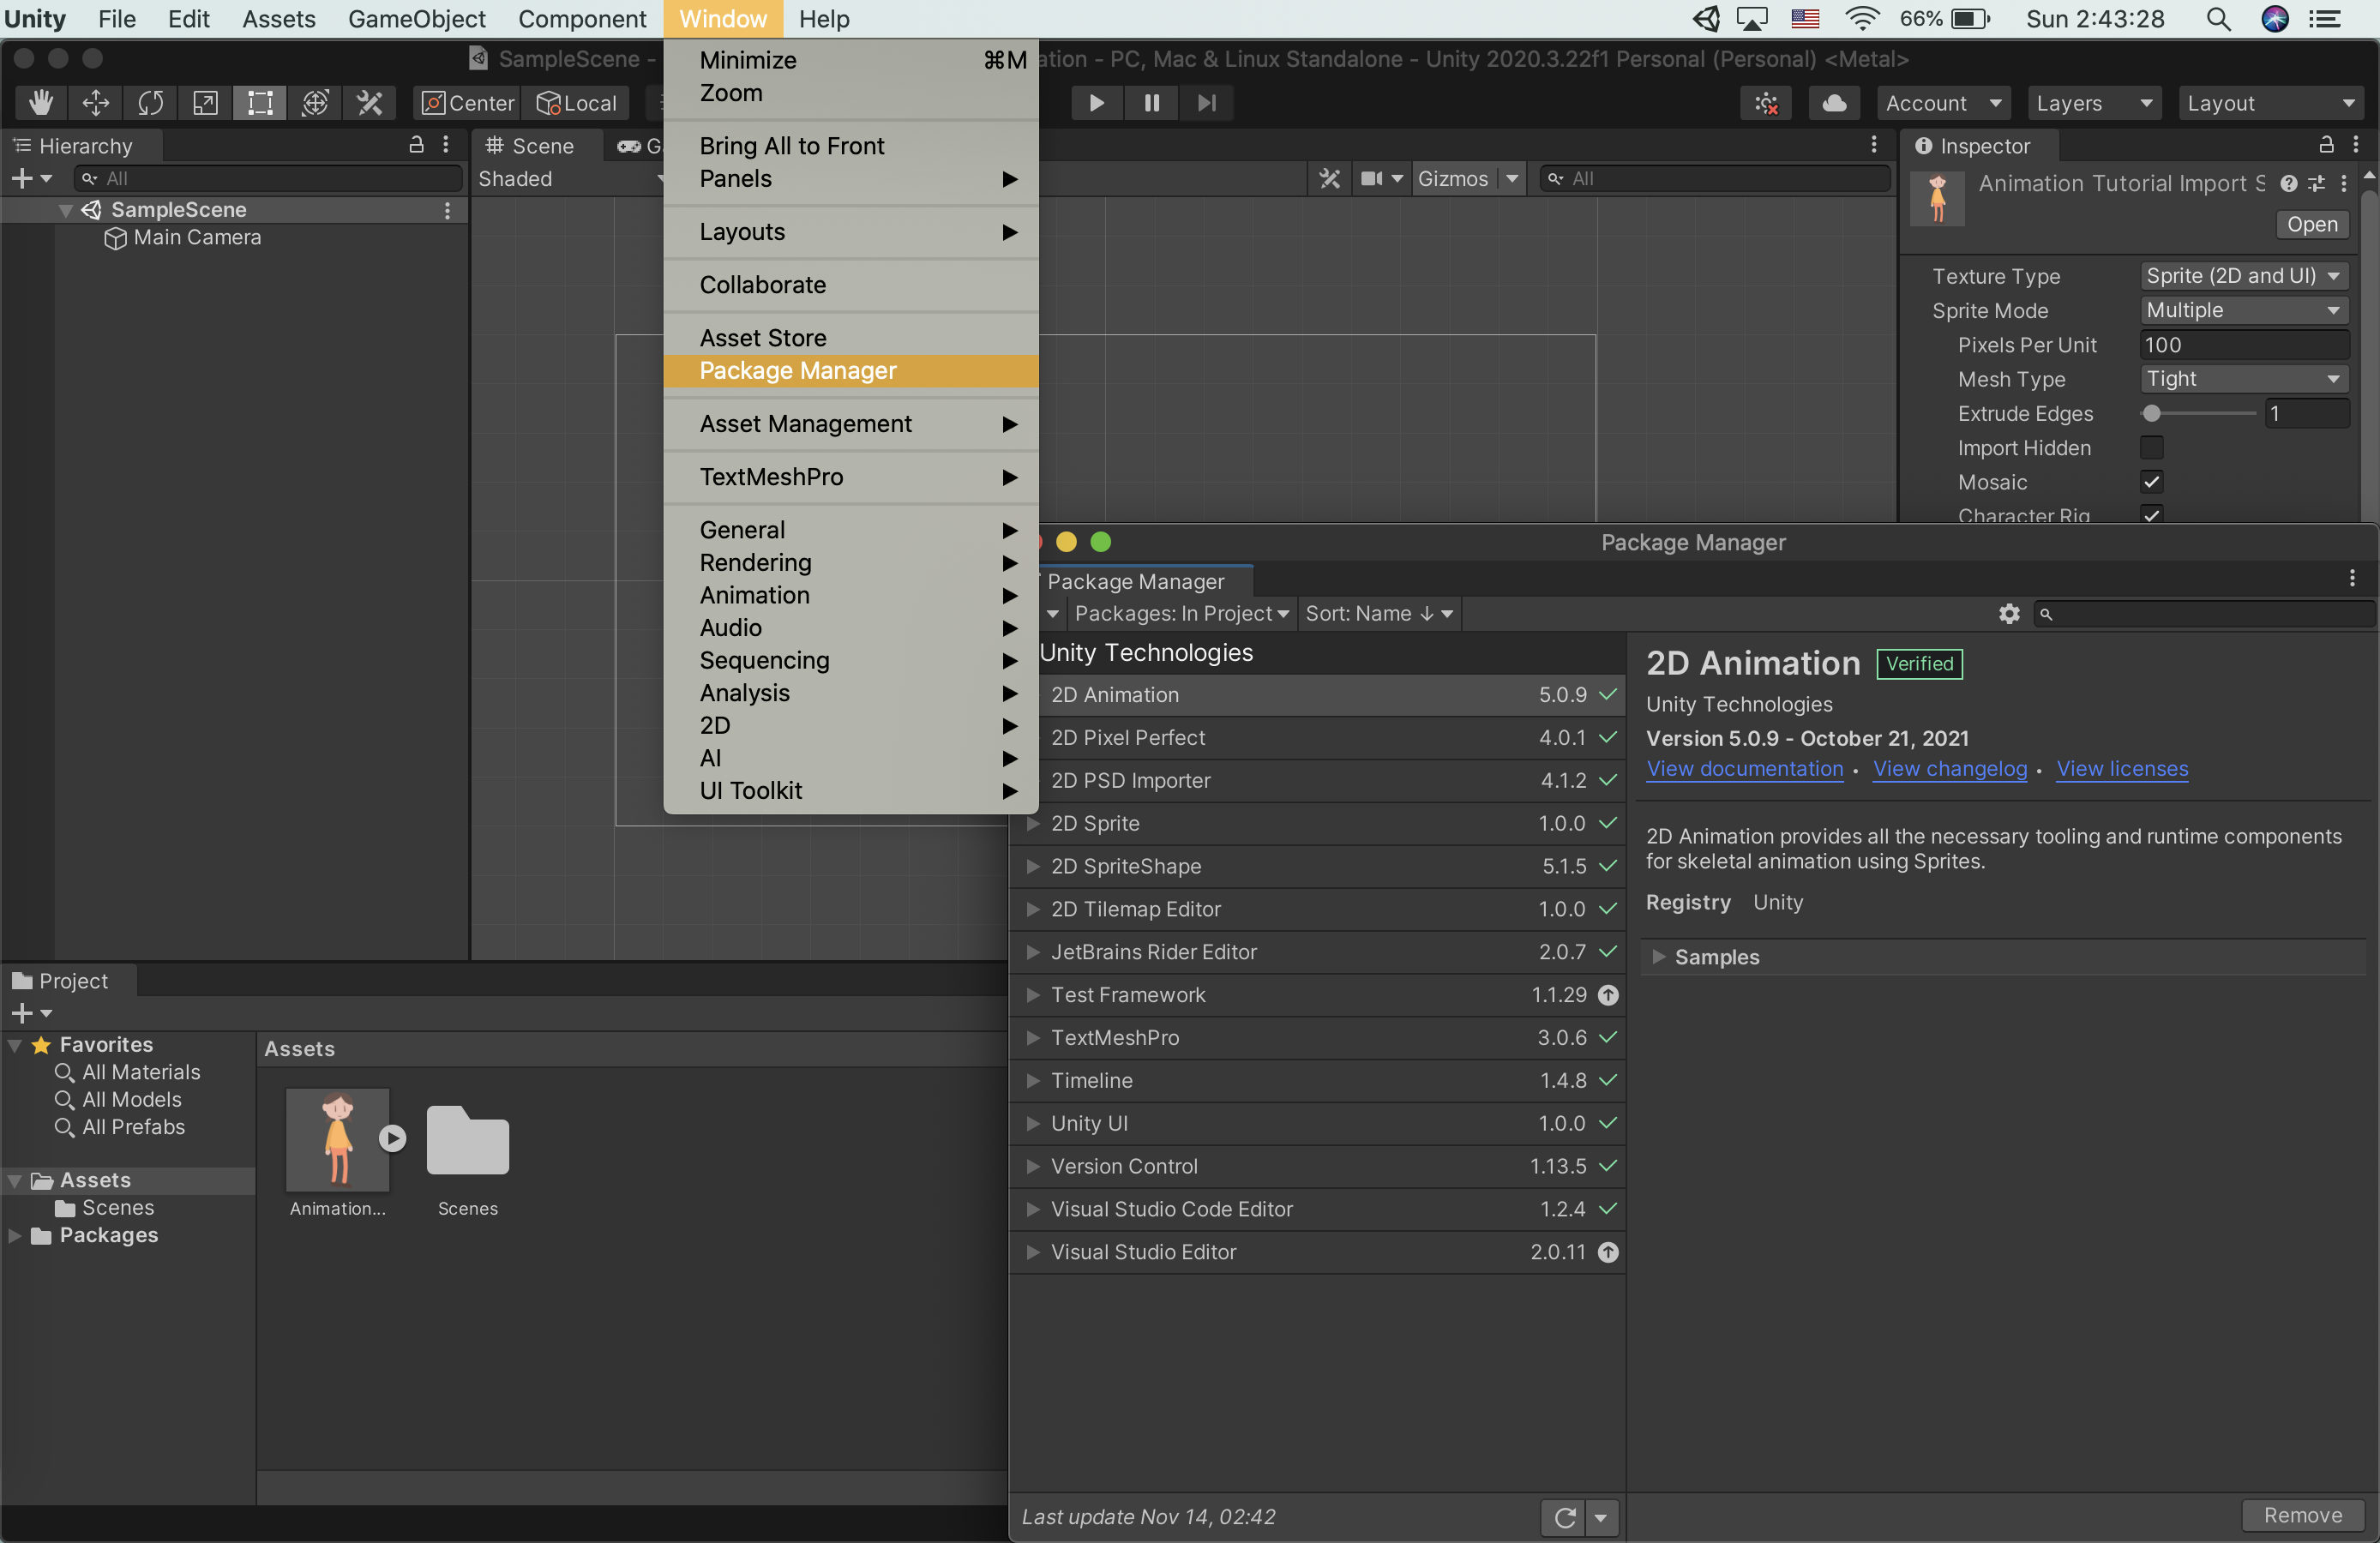 Unity File Edit Assets GameObject Component Window Help 66% Sun 2:43:28
SampleScene - ation - PC, Mac & Linux Standalone - Unity 2020.3.22f1 Personal (Personal) <Metal>
Center Local Account Layers Layout
Hierarchy
All
SampleScene
Main Camera
Scene G
Shaded Gizmos All
Minimize ⌘M
Zoom
Bring All to Front
Panels
Layouts
Collaborate
Asset Store
Package Manager
Asset Management
TextMeshPro
General
Rendering
Animation
Audio
Sequencing
Analysis
2D
AI
UI Toolkit
Inspector
Animation Tutorial Import S
Open
Texture Type Sprite (2D and UI)
Sprite Mode Multiple
Pixels Per Unit 100
Mesh Type Tight
Extrude Edges 1
Import Hidden
Mosaic
Character Rig
Package Manager
Package Manager
Packages: In Project Sort: Name ↓
Unity Technologies
2D Animation 5.0.9
2D Pixel Perfect 4.0.1
2D PSD Importer 4.1.2
2D Sprite 1.0.0
2D SpriteShape 5.1.5
2D Tilemap Editor 1.0.0
JetBrains Rider Editor 2.0.7
Test Framework 1.1.29
TextMeshPro 3.0.6
Timeline 1.4.8
Unity UI 1.0.0
Version Control 1.13.5
Visual Studio Code Editor 1.2.4
Visual Studio Editor 2.0.11
Last update Nov 14, 02:42
2D Animation Verified
Unity Technologies
Version 5.0.9 - October 21, 2021
View documentation • View changelog • View licenses
2D Animation provides all the necessary tooling and runtime components
for skeletal animation using Sprites.
Registry Unity
Samples
Remove
Project
Favorites
All Materials
All Models
All Prefabs
Assets
Scenes
Packages
Assets
Animation...
Scenes